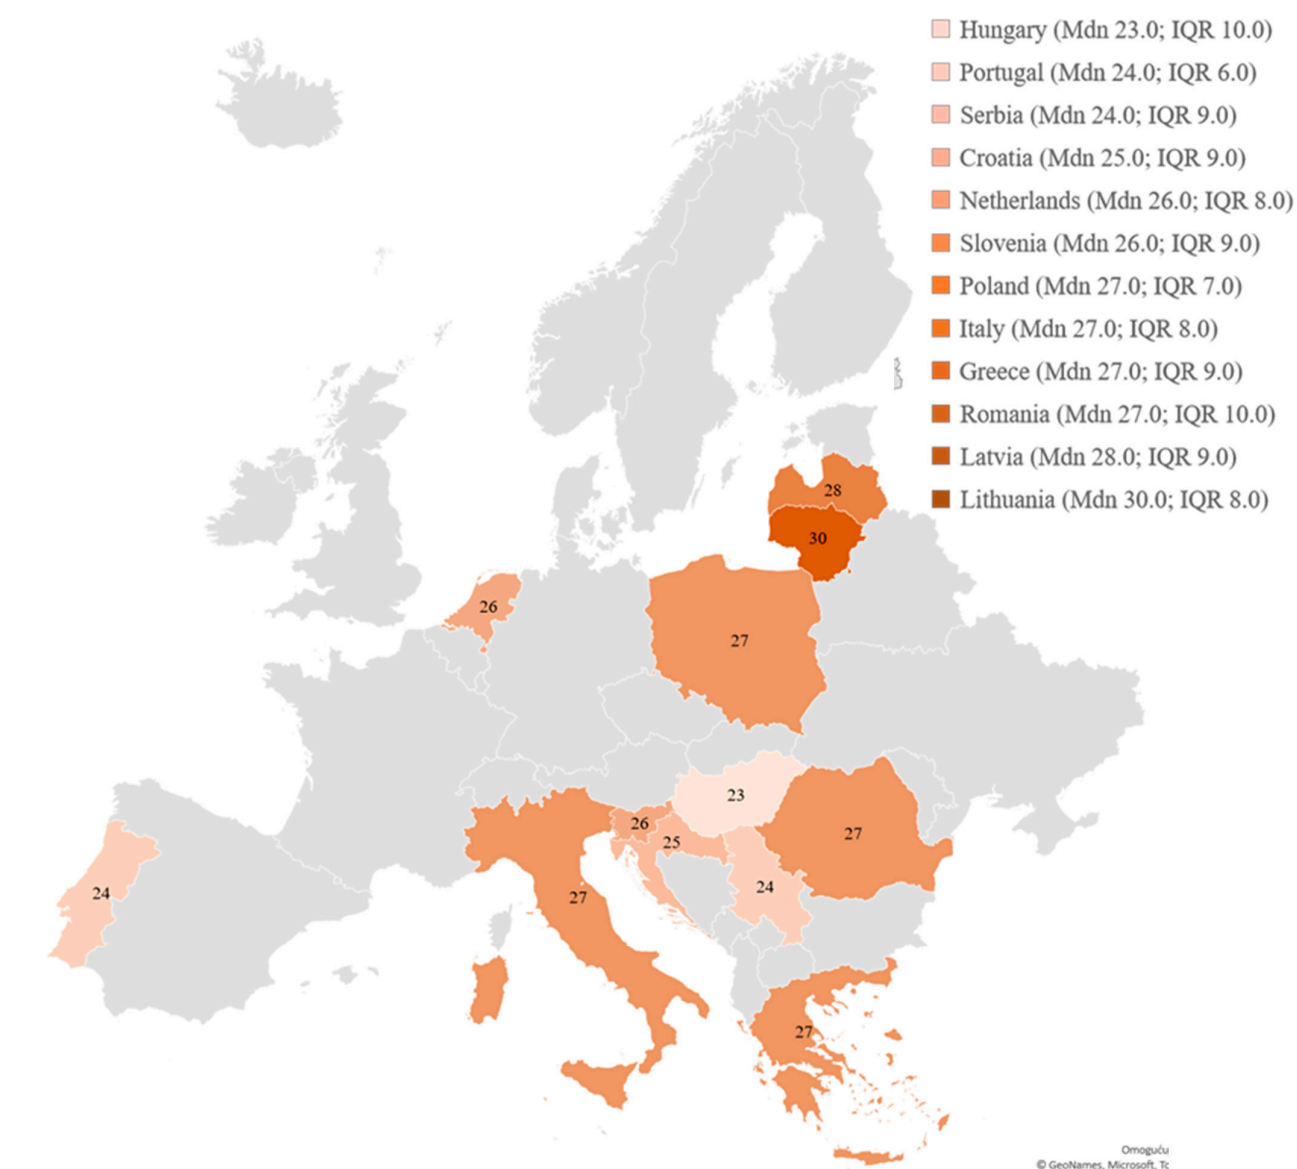 Hungary (Mdn 23.0; IQR 10.0)
Portugal (Mdn 24.0; IQR 6.0)
Serbia (Mdn 24.0; IQR 9.0)
Croatia (Mdn 25.0; IQR 9.0)
Netherlands (Mdn 26.0; IQR 8.0)
Slovenia (Mdn 26.0; IQR 9.0)
Poland (Mdn 27.0; IQR 7.0)
Italy (Mdn 27.0; IQR 8.0)
Greece (Mdn 27.0; IQR 9.0)
Romania (Mdn 27.0; IQR 10.0)
Latvia (Mdn 28.0; IQR 9.0)
Lithuania (Mdn 30.0; IQR 8.0)
28
30
26
27
23
26
25
27
24
24
27
27
Omogućú
© GeoNames, Microsoft, Tc